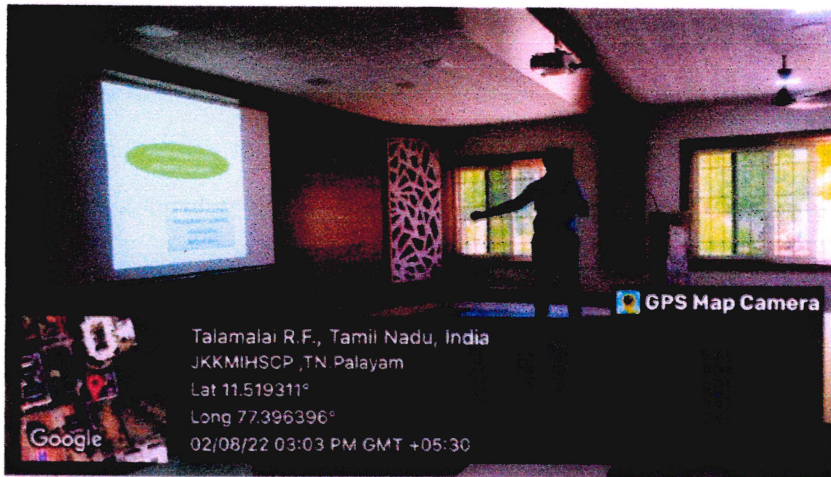 GPS Map Camera
Talamalai R.F., Tamil Nadu, India
JKKMIHSCP ,TN.Palayam
Lat 11.519311°
Long 77.396396°
02/08/22 03:03 PM GMT +05:30
Google